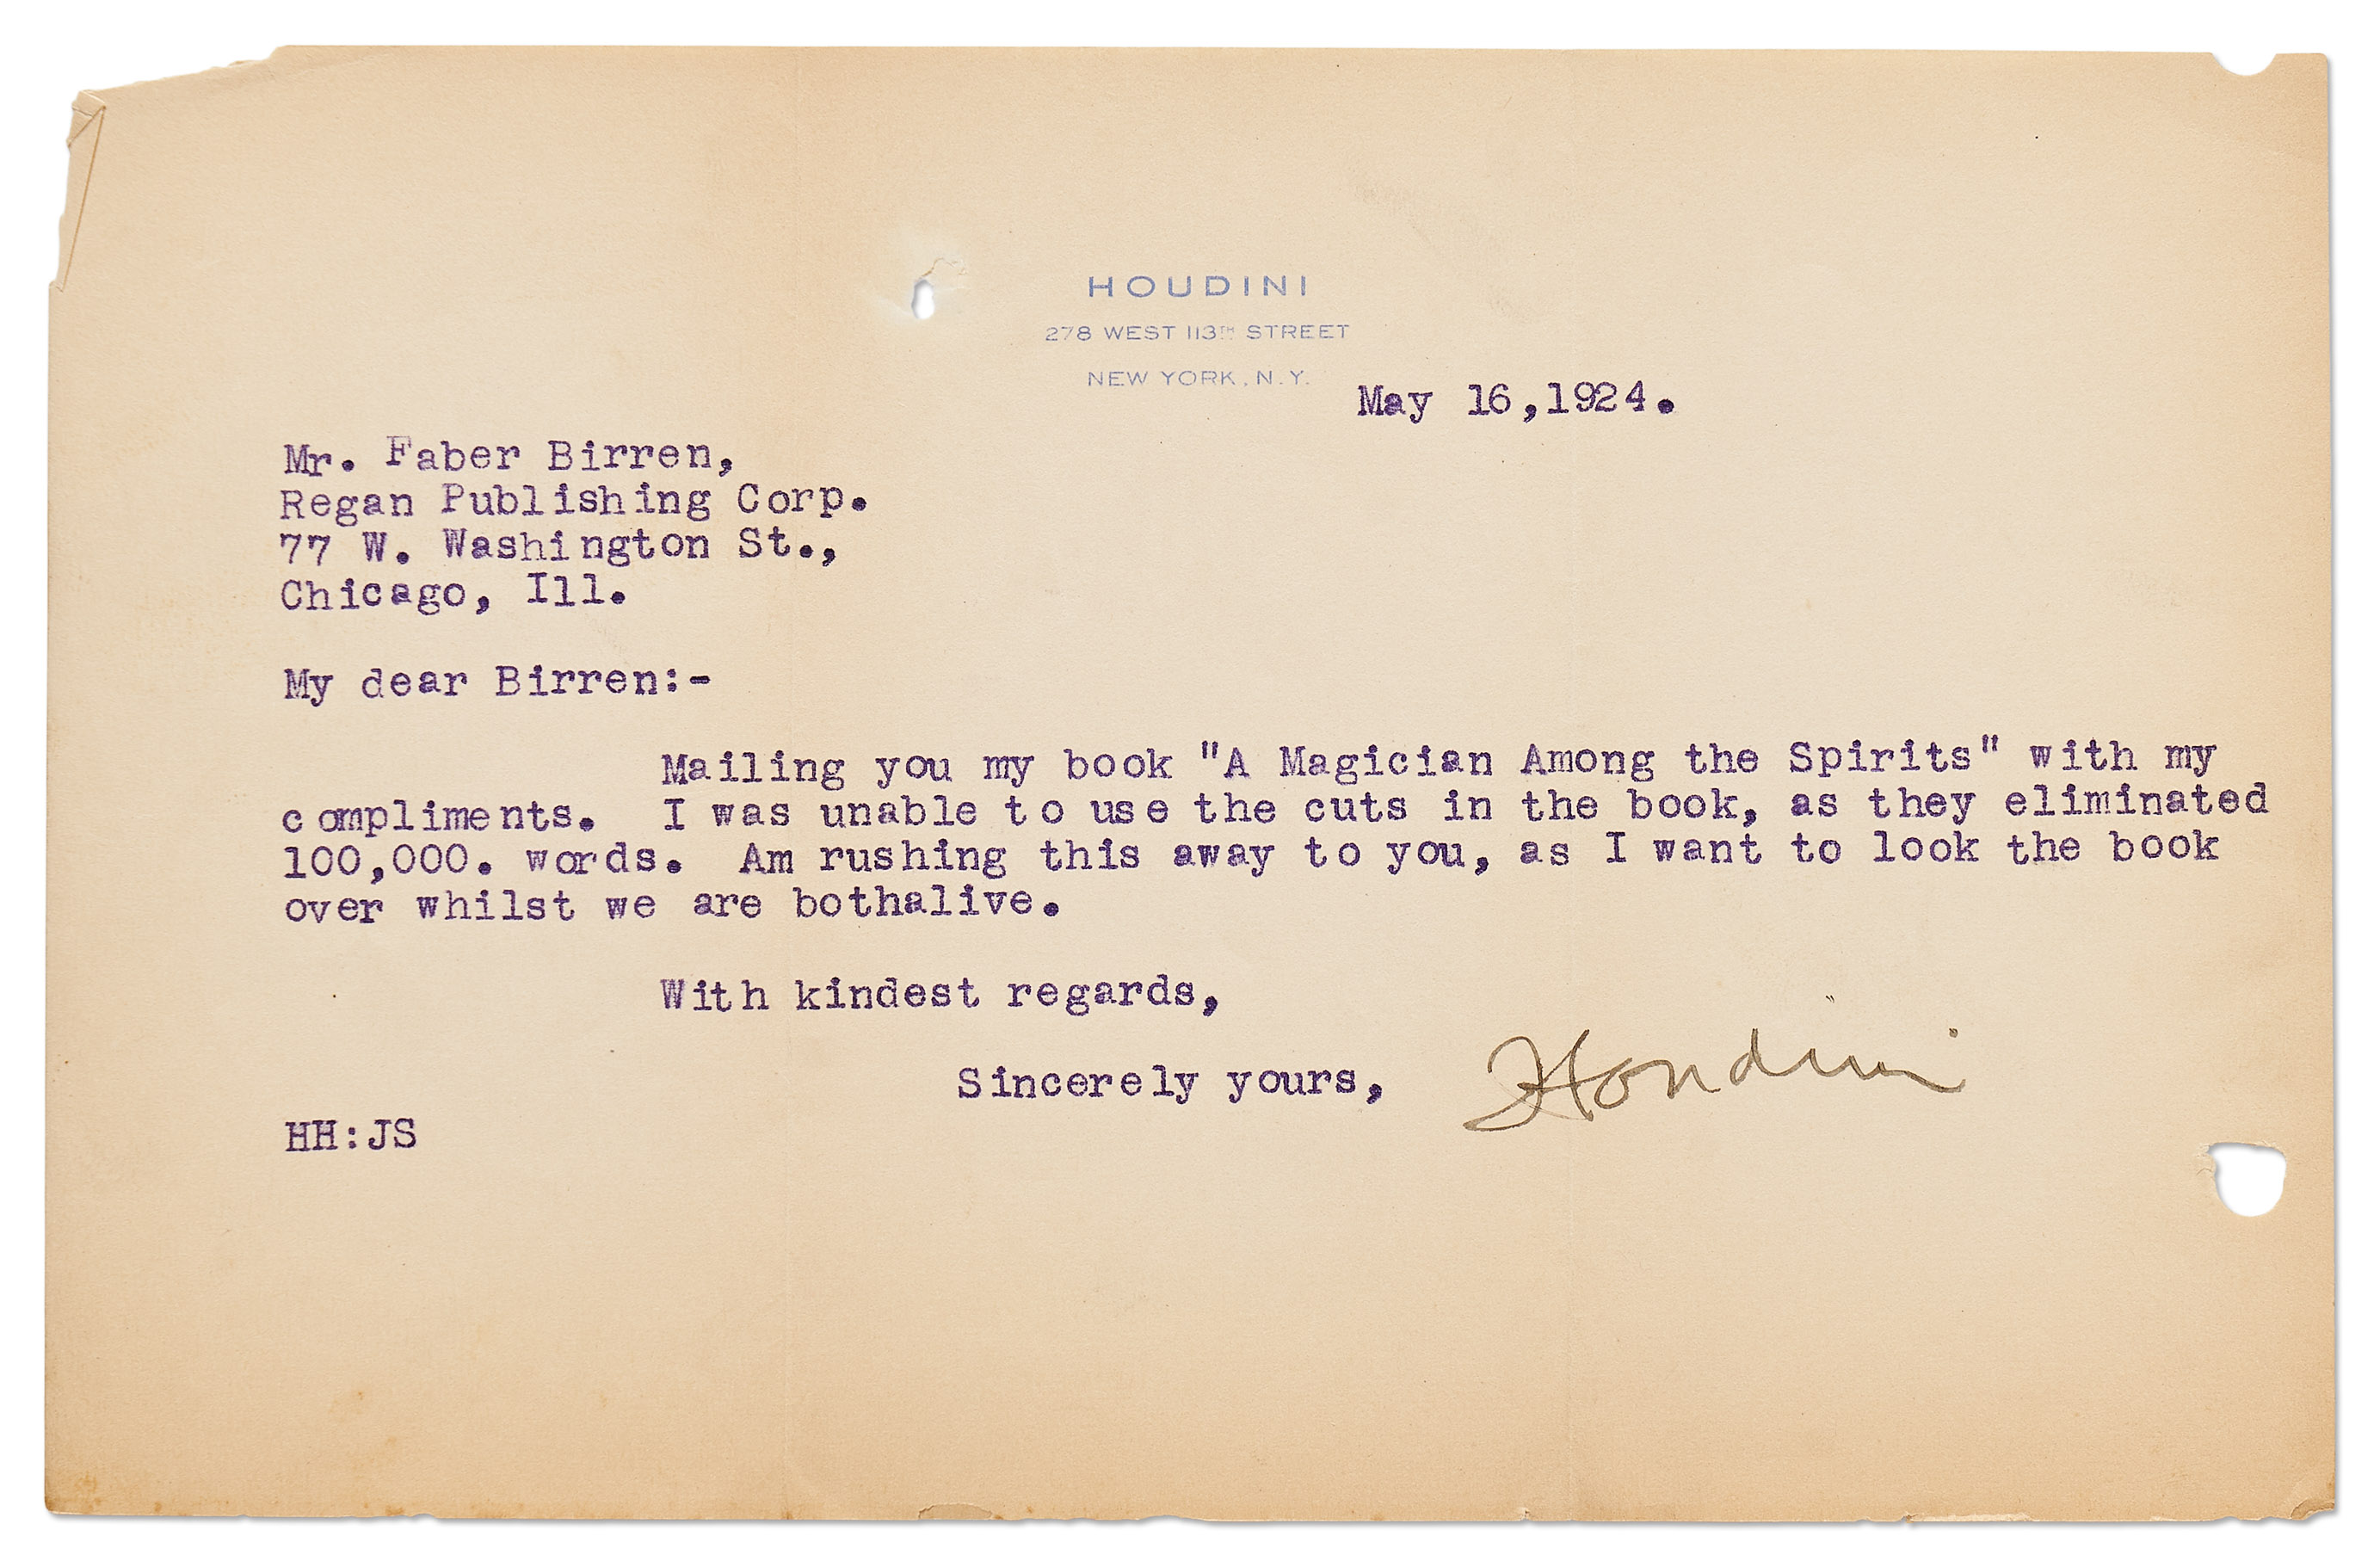 HOUDINI
278 WEST 113TH STREET
NEW YORK, N.Y.
May 16,1924.
Mr. Faber Birren,
Regan Publishing Corp.
77 W. Washington St.,
Chicago, Ill.
My dear Birren:-
Mailing you my book "A Magician Among the Spirits" with my
compliments. I was unable to use the cuts in the book, as they eliminated
100,000. words. Am rushing this away to you, as I want to look the book
over whilst we are bothalive.
With kindest regards,
Sincerely yours,
Houdini
HH:JS